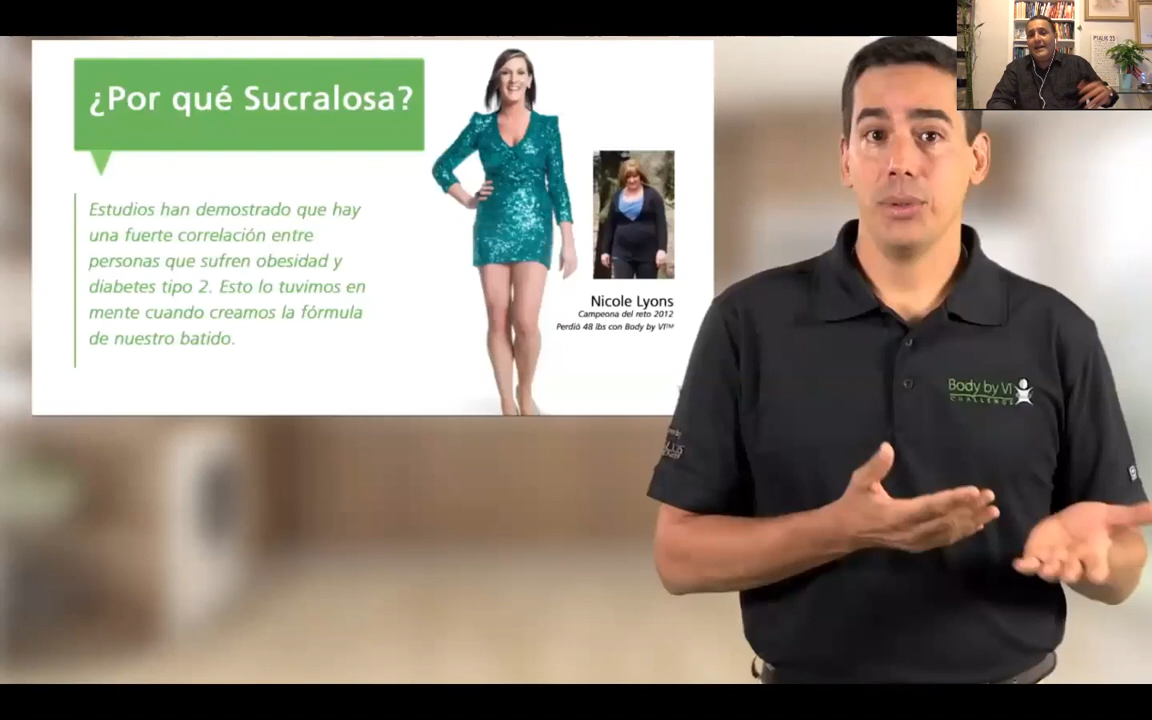 ¿Por qué Sucralosa?
Estudios han demostrado que hay
una fuerte correlación entre
personas que sufren obesidad y
diabetes tipo 2. Esto lo tuvimos en
mente cuando creamos la fórmula
de nuestro batido.
Nicole Lyons
Campeona del reto 2012
Perdió 48 lbs con Body by VI™
Body by VI
CHALLENGE
PSALM 23